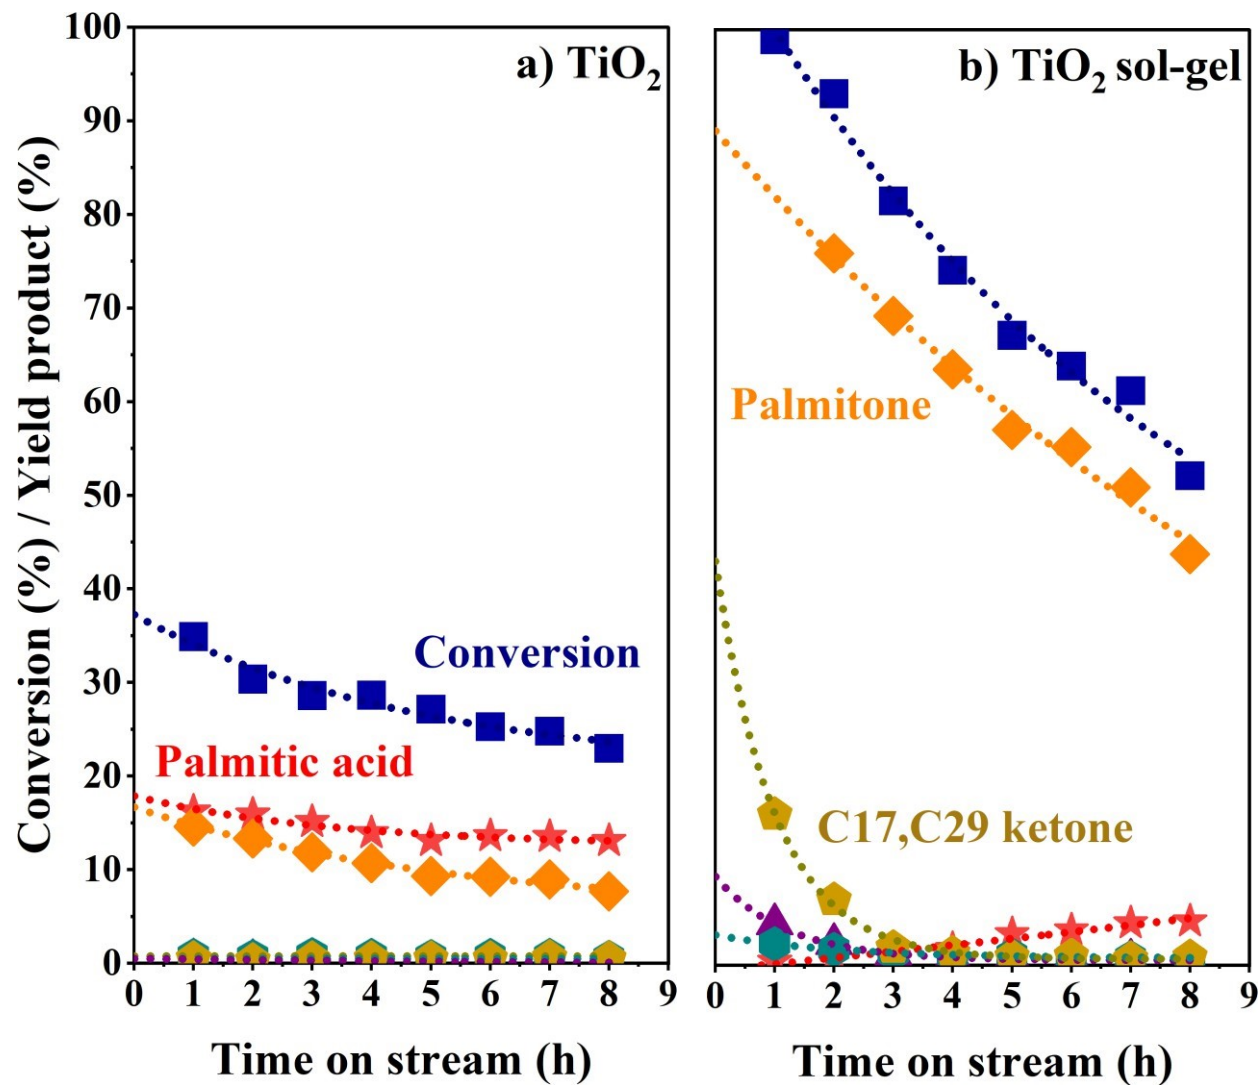 Conversion (%) / Yield product (%)
100
90
80
70
60
50
40
30
20
10
0
a) TiO₂
Conversion
Palmitic acid
0 1 2 3 4 5 6 7 8 9
Time on stream (h)
b) TiO₂ sol-gel
Palmitone
C17,C29 ketone
0 1 2 3 4 5 6 7 8 9
Time on stream (h)